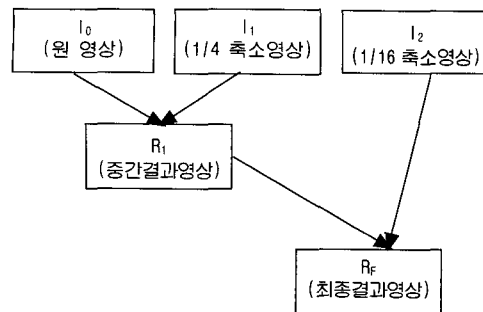 I₀
(원 영상)
I₁
(1/4 축소영상)
I₂
(1/16 축소영상)
R₁
(중간결과영상)
R_F
(최종결과영상)